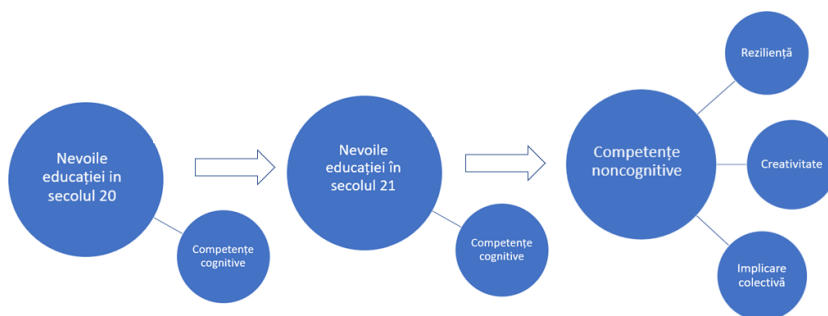 Nevoile
educației in
secolul 20
Competențe
cognitive
Nevoile
educației în
secolul 21
Competențe
cognitive
Competențe
noncognitive
Reziliență
Creativitate
Implicare
colectivă